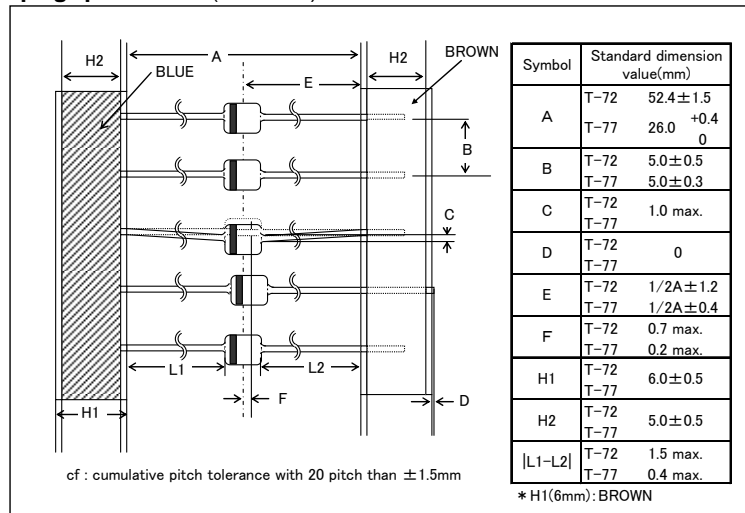 H2
A
H2
BROWN
BLUE
E
B
C
L1
L2
F
D
H1
cf : cumulative pitch tolerance with 20 pitch than ±1.5mm
Symbol Standard dimension value(mm)
A T-72 52.4±1.5
T-77 26.0 +0.4 0
B T-72 5.0±0.5
T-77 5.0±0.3
C T-72 T-77 1.0 max.
D T-72 T-77 0
E T-72 1/2A±1.2
T-77 1/2A±0.4
F T-72 0.7 max.
T-77 0.2 max.
H1 T-72 T-77 6.0±0.5
H2 T-72 T-77 5.0±0.5
|L1-L2| T-72 1.5 max.
T-77 0.4 max.
*H1(6mm):BROWN